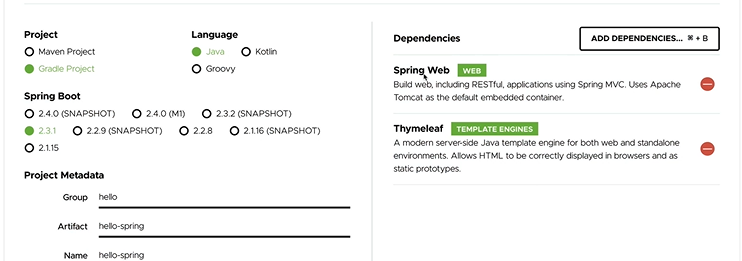 Project
Maven Project
Gradle Project
Language
Java Kotlin
Groovy
Spring Boot
2.4.0 (SNAPSHOT) 2.4.0 (M1) 2.3.2 (SNAPSHOT)
2.3.1 2.2.9 (SNAPSHOT) 2.2.8 2.1.16 (SNAPSHOT)
2.1.15
Project Metadata
Group hello
Artifact hello-spring
Name hello-spring
Dependencies ADD DEPENDENCIES... ⌘ + B
Spring Web WEB
Build web, including RESTful, applications using Spring MVC. Uses Apache
Tomcat as the default embedded container.
Thymeleaf TEMPLATE ENGINES
A modern server-side Java template engine for both web and standalone
environments. Allows HTML to be correctly displayed in browsers and as
static prototypes.